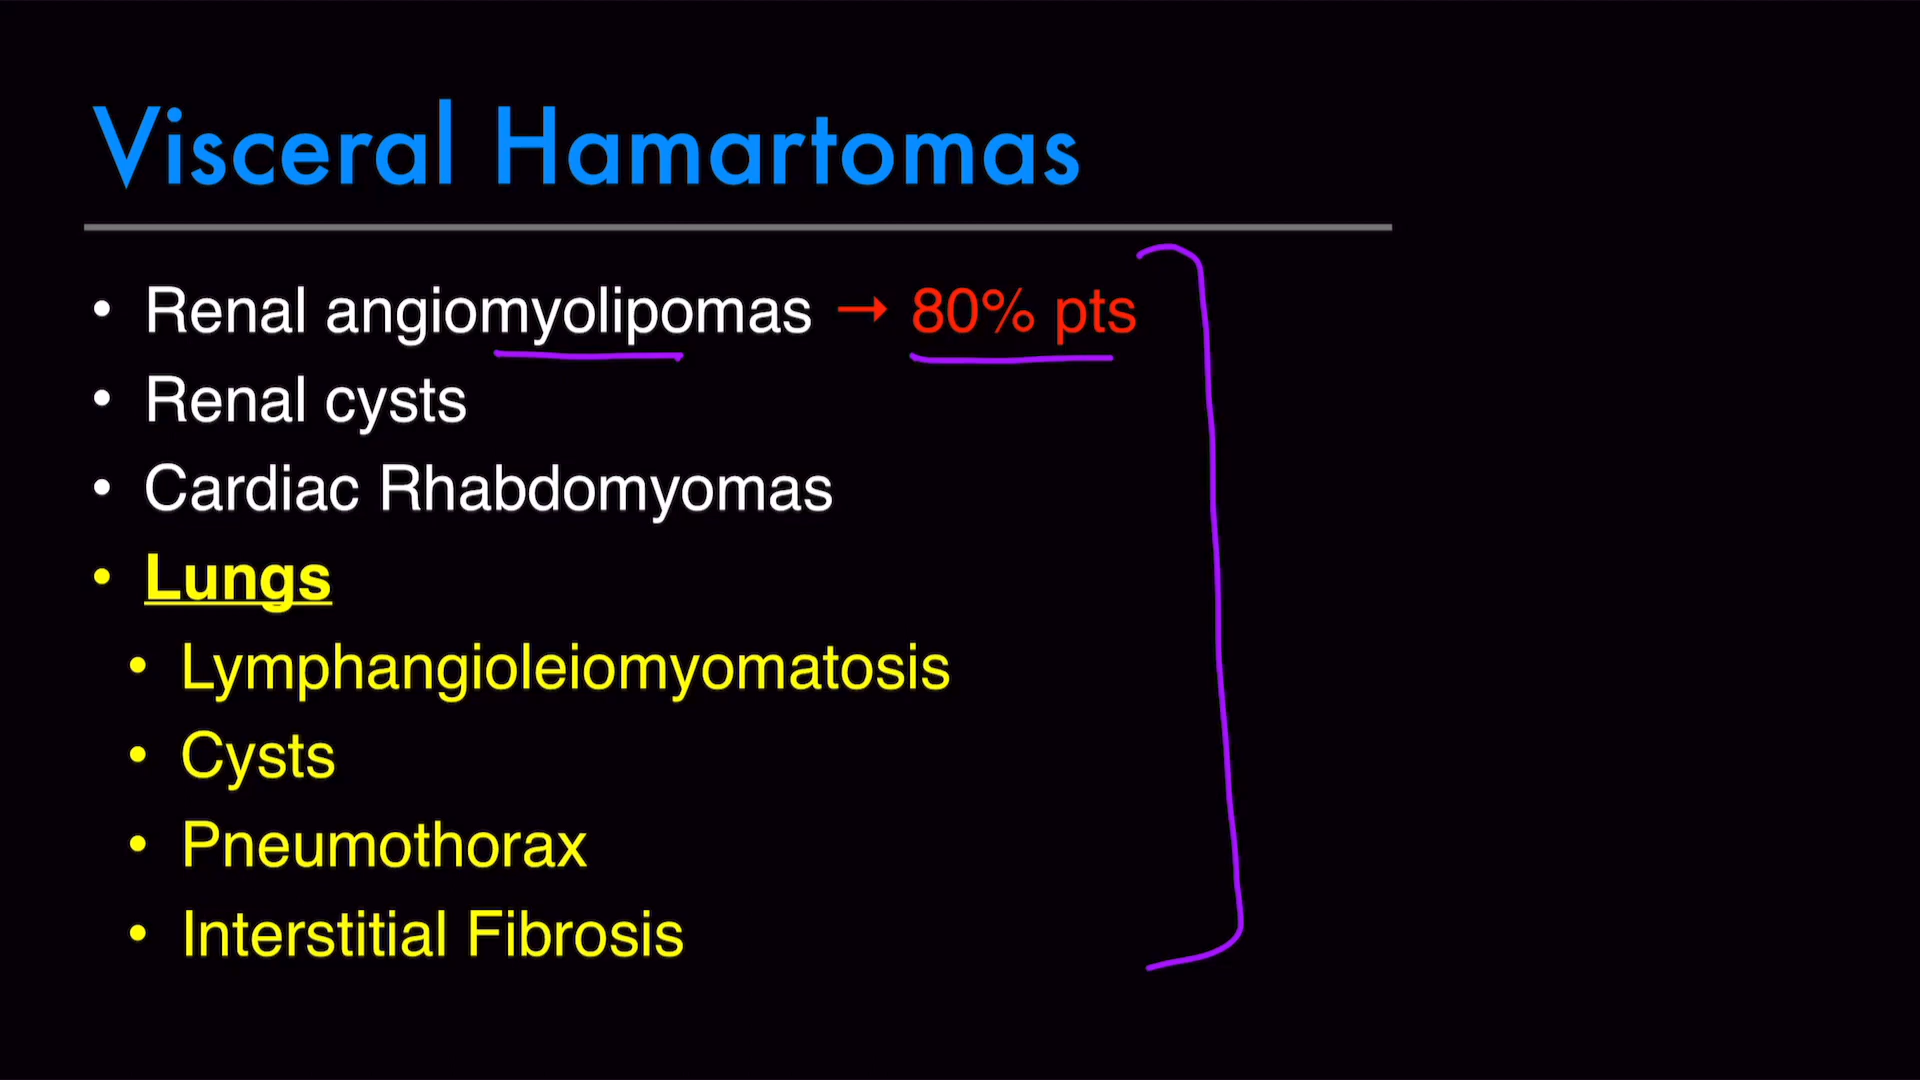 Visceral Hamartomas
• Renal angiomyolipomas → 80% pts
• Renal cysts
• Cardiac Rhabdomyomas
• Lungs
• Lymphangioleiomyomatosis
• Cysts
• Pneumothorax
• Interstitial Fibrosis